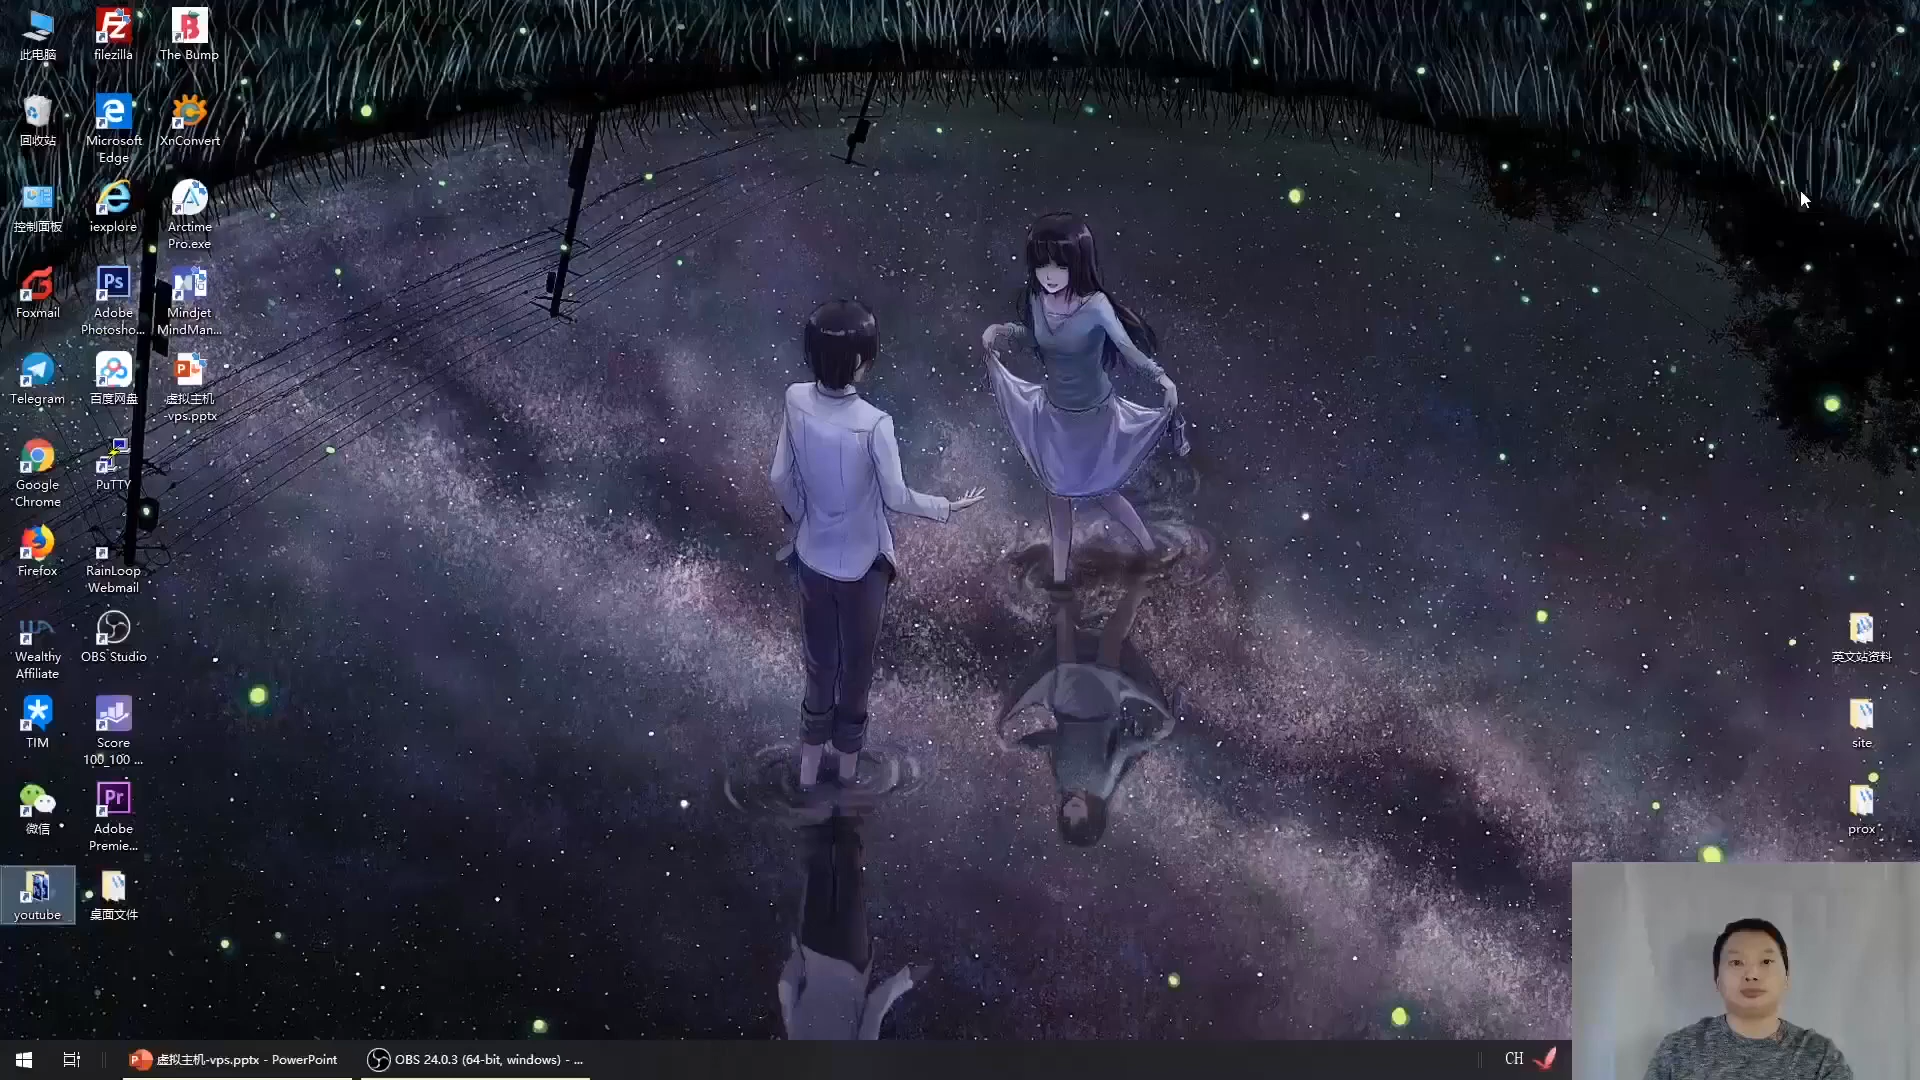 此电脑
filezilla
The Bump
回收站
Microsoft
Edge
XnConvert
控制面板
iexplore
Arctime
Pro.exe
Foxmail
Adobe
Photosho...
Mindjet
MindMan...
Telegram
百度网盘
虚拟主机
-vps.pptx
Google
Chrome
PuTTY
Firefox
RainLoop
Webmail
Wealthy
Affiliate
OBS Studio
TIM
Score
100_100 ...
微信
Adobe
Premie...
youtube
桌面文件
英文站资料
site
prox
虚拟主机-vps.pptx - PowerPoint
OBS 24.0.3 (64-bit, windows) - ...
CH